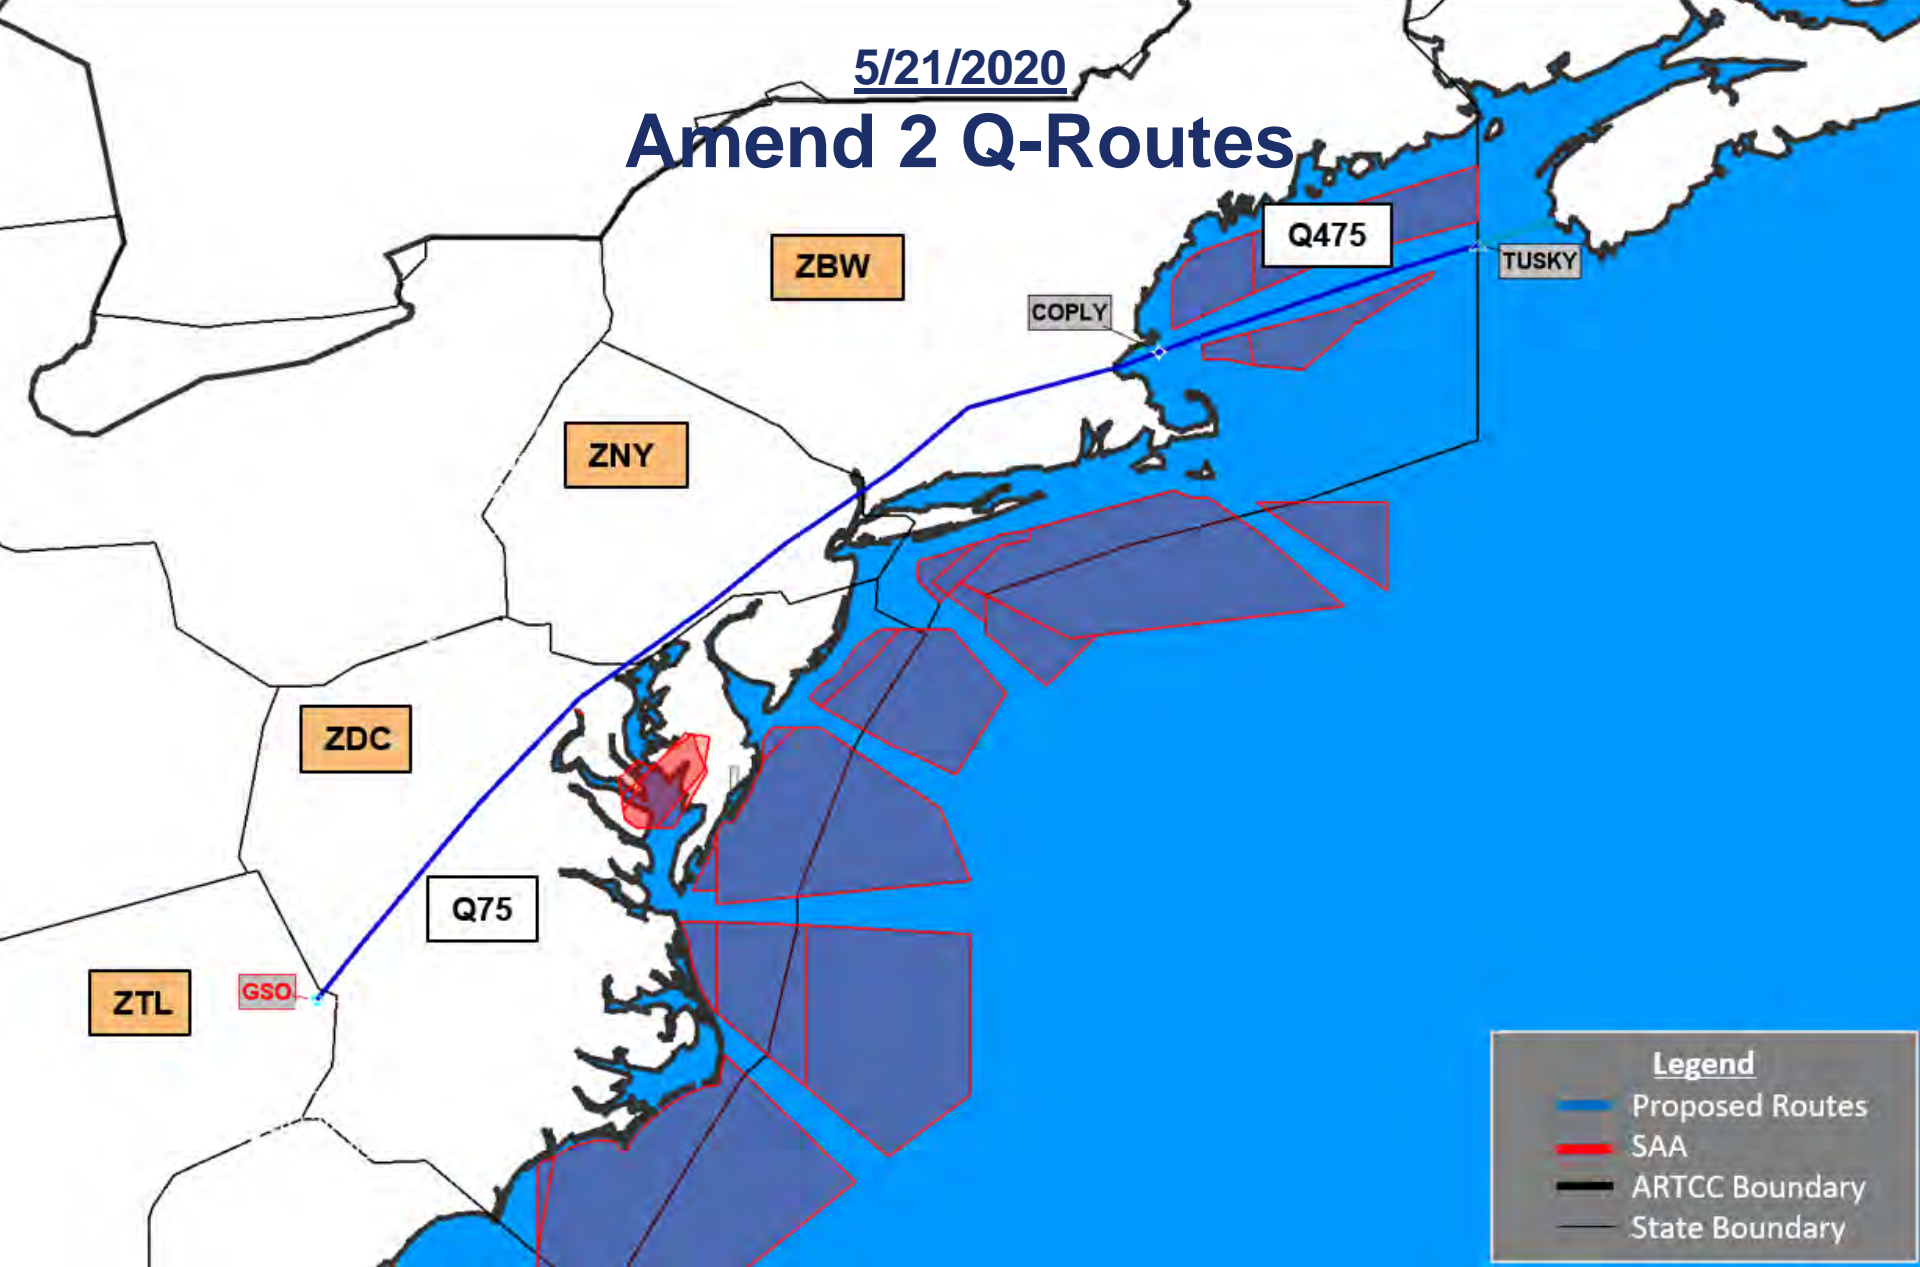 5/21/2020
Amend 2 Q-Routes
Q475
ZBW
TUSKY
COPLY
ZNY
ZDC
Q75
GSO
ZTL
Legend
Proposed Routes
SAA
ARTCC Boundary
State Boundary